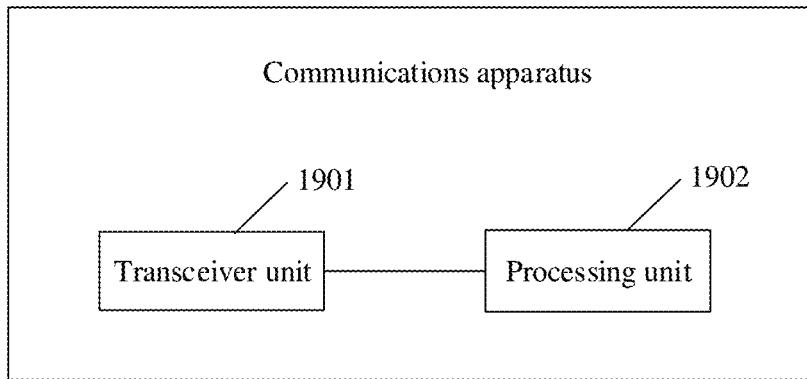 Communications apparatus
1901
1902
Transceiver unit
Processing unit